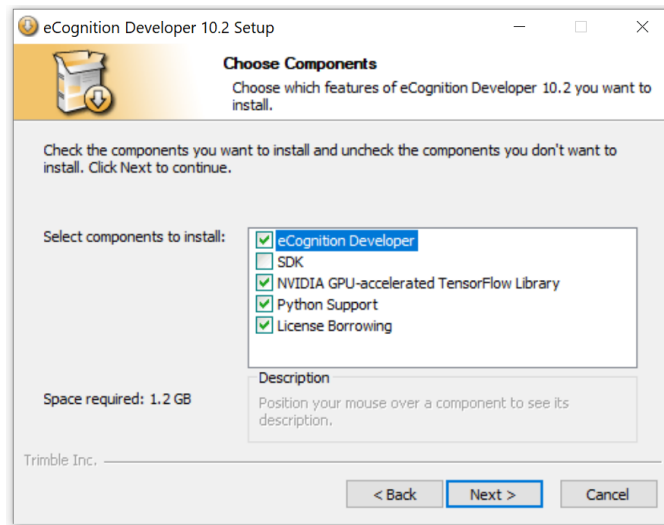 eCognition Developer 10.2 Setup
Choose Components
Choose which features of eCognition Developer 10.2 you want to
install.
Check the components you want to install and uncheck the components you don't want to
install. Click Next to continue.
Select components to install:
eCognition Developer
SDK
NVIDIA GPU-accelerated TensorFlow Library
Python Support
License Borrowing
Space required: 1.2 GB
Description
Position your mouse over a component to see its
description.
Trimble Inc.
< Back
Next >
Cancel